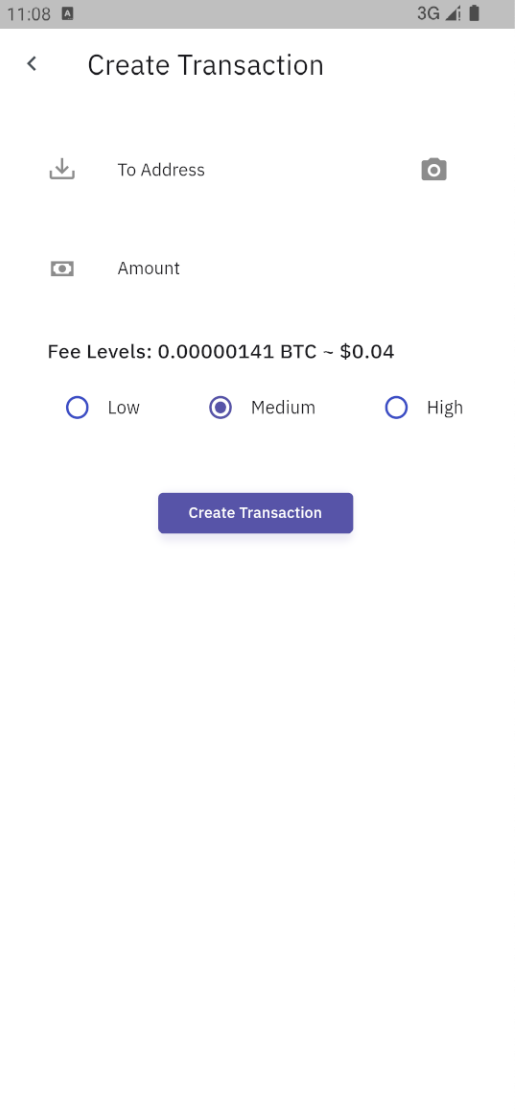 11:08 A 3G
Create Transaction
To Address
Amount
Fee Levels: 0.00000141 BTC ~ $0.04
Low Medium High
Create Transaction